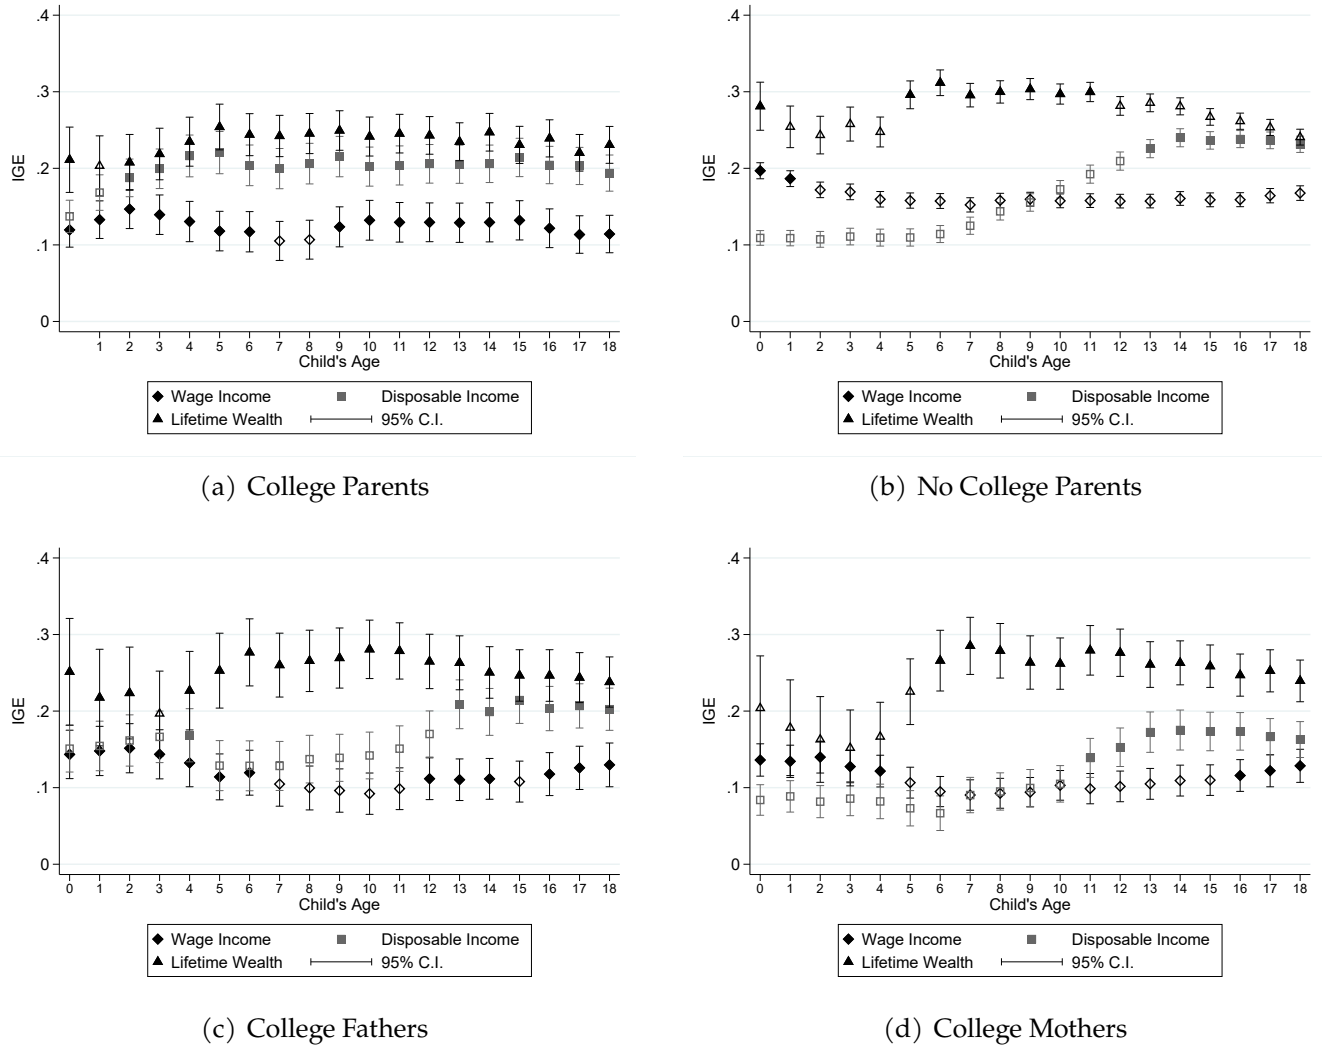 .4
.3
.2
.1
0
IGE
1 2 3 4 5 6 7 8 9 10 11 12 13 14 15 16 17 18
Child's Age
Wage Income Disposable Income
Lifetime Wealth 95% C.I.
(a) College Parents
.4
.3
.2
.1
0
IGE
0 1 2 3 4 5 6 7 8 9 10 11 12 13 14 15 16 17 18
Child's Age
Wage Income Disposable Income
Lifetime Wealth 95% C.I.
(b) No College Parents
.4
.3
.2
.1
0
IGE
0 1 2 3 4 5 6 7 8 9 10 11 12 13 14 15 16 17 18
Child's Age
Wage Income Disposable Income
Lifetime Wealth 95% C.I.
(c) College Fathers
.4
.3
.2
.1
0
IGE
0 1 2 3 4 5 6 7 8 9 10 11 12 13 14 15 16 17 18
Child's Age
Wage Income Disposable Income
Lifetime Wealth 95% C.I.
(d) College Mothers